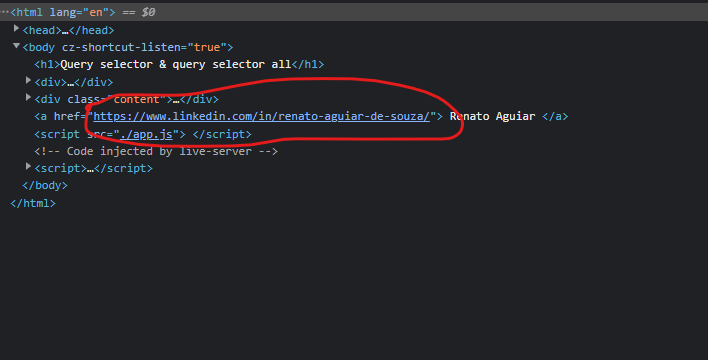 …<html lang="en"> == $0
<head>…</head>
<body cz-shortcut-listen="true">
<h1>Query selector & query selector all</h1>
<div>…</div>
<div class="content">…</div>
<a href="https://www.linkedin.com/in/renato-aguiar-de-souza/"> Renato Aguiar </a>
<script src="./app.js"> </script>
<!-- Code injected by live-server -->
<script>…</script>
</body>
</html>